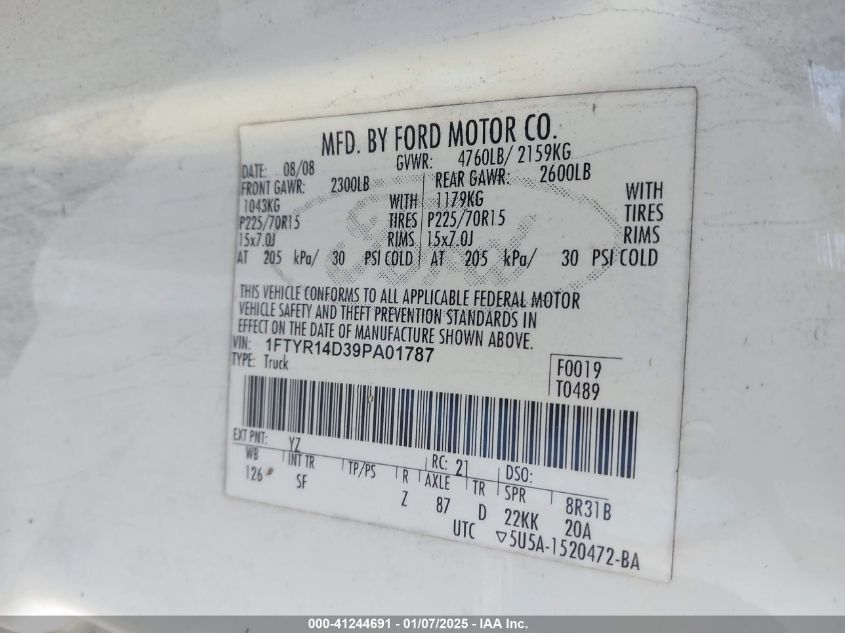 MFD. BY FORD MOTOR CO.
DATE: 08/08 GVWR: 4760LB/ 2159KG
FRONT GAWR: 2300LB REAR GAWR: 2600LB
1043KG WITH 1179KG WITH
P225/70R15 TIRES P225/70R15 TIRES
15x7.0J RIMS 15x7.0J RIMS
AT 205 kPa/ 30 PSI COLD AT 205 kPa/ 30 PSI COLD
Ford
THIS VEHICLE CONFORMS TO ALL APPLICABLE FEDERAL MOTOR
VEHICLE SAFETY AND THEFT PREVENTION STANDARDS IN
EFFECT ON THE DATE OF MANUFACTURE SHOWN ABOVE.
VIN: 1FTYR14D39PA01787
TYPE: Truck
F0019
T0489
EXT PNT: YZ RC: 21 DSO:
WB INT TR TP/PS R AXLE TR SPR 8R31B
126 SF Z 87 D 22KK 20A
UTC ▽5U5A-1520472-BA
000-41244691 | 01/07/2025 | IAA Inc.